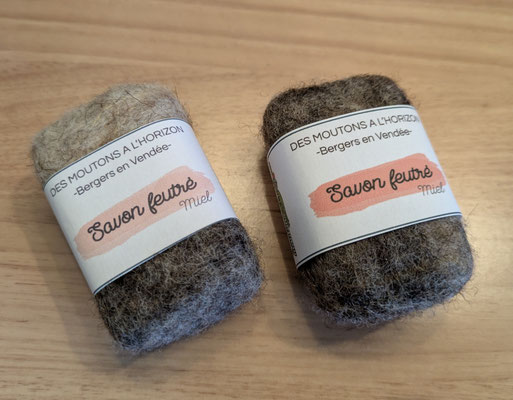 DES MOUTONS A L'HORIZON
-Bergers en Vendée-
Savon feutré
Miel
DES MOUTONS A L'HORIZON
-Bergers en Vendée-
Savon feutré
Miel